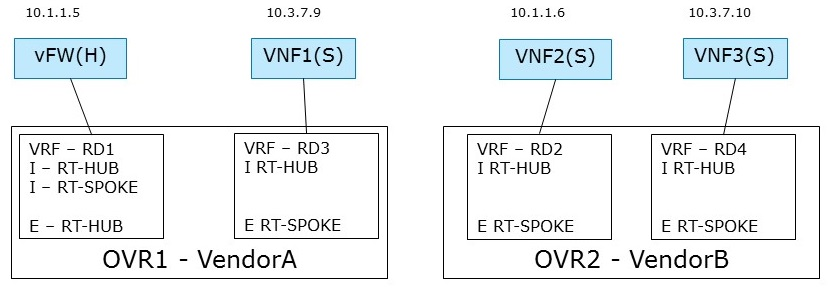 10.1.1.5
10.3.7.9
10.1.1.6
10.3.7.10
vFW(H)
VNF1(S)
VNF2(S)
VNF3(S)
VRF – RD1
I – RT-HUB
I – RT-SPOKE
E – RT-HUB
VRF – RD3
I RT-HUB
E RT-SPOKE
OVR1 - VendorA
VRF – RD2
I RT-HUB
E RT-SPOKE
VRF – RD4
I RT-HUB
E RT-SPOKE
OVR2 - VendorB